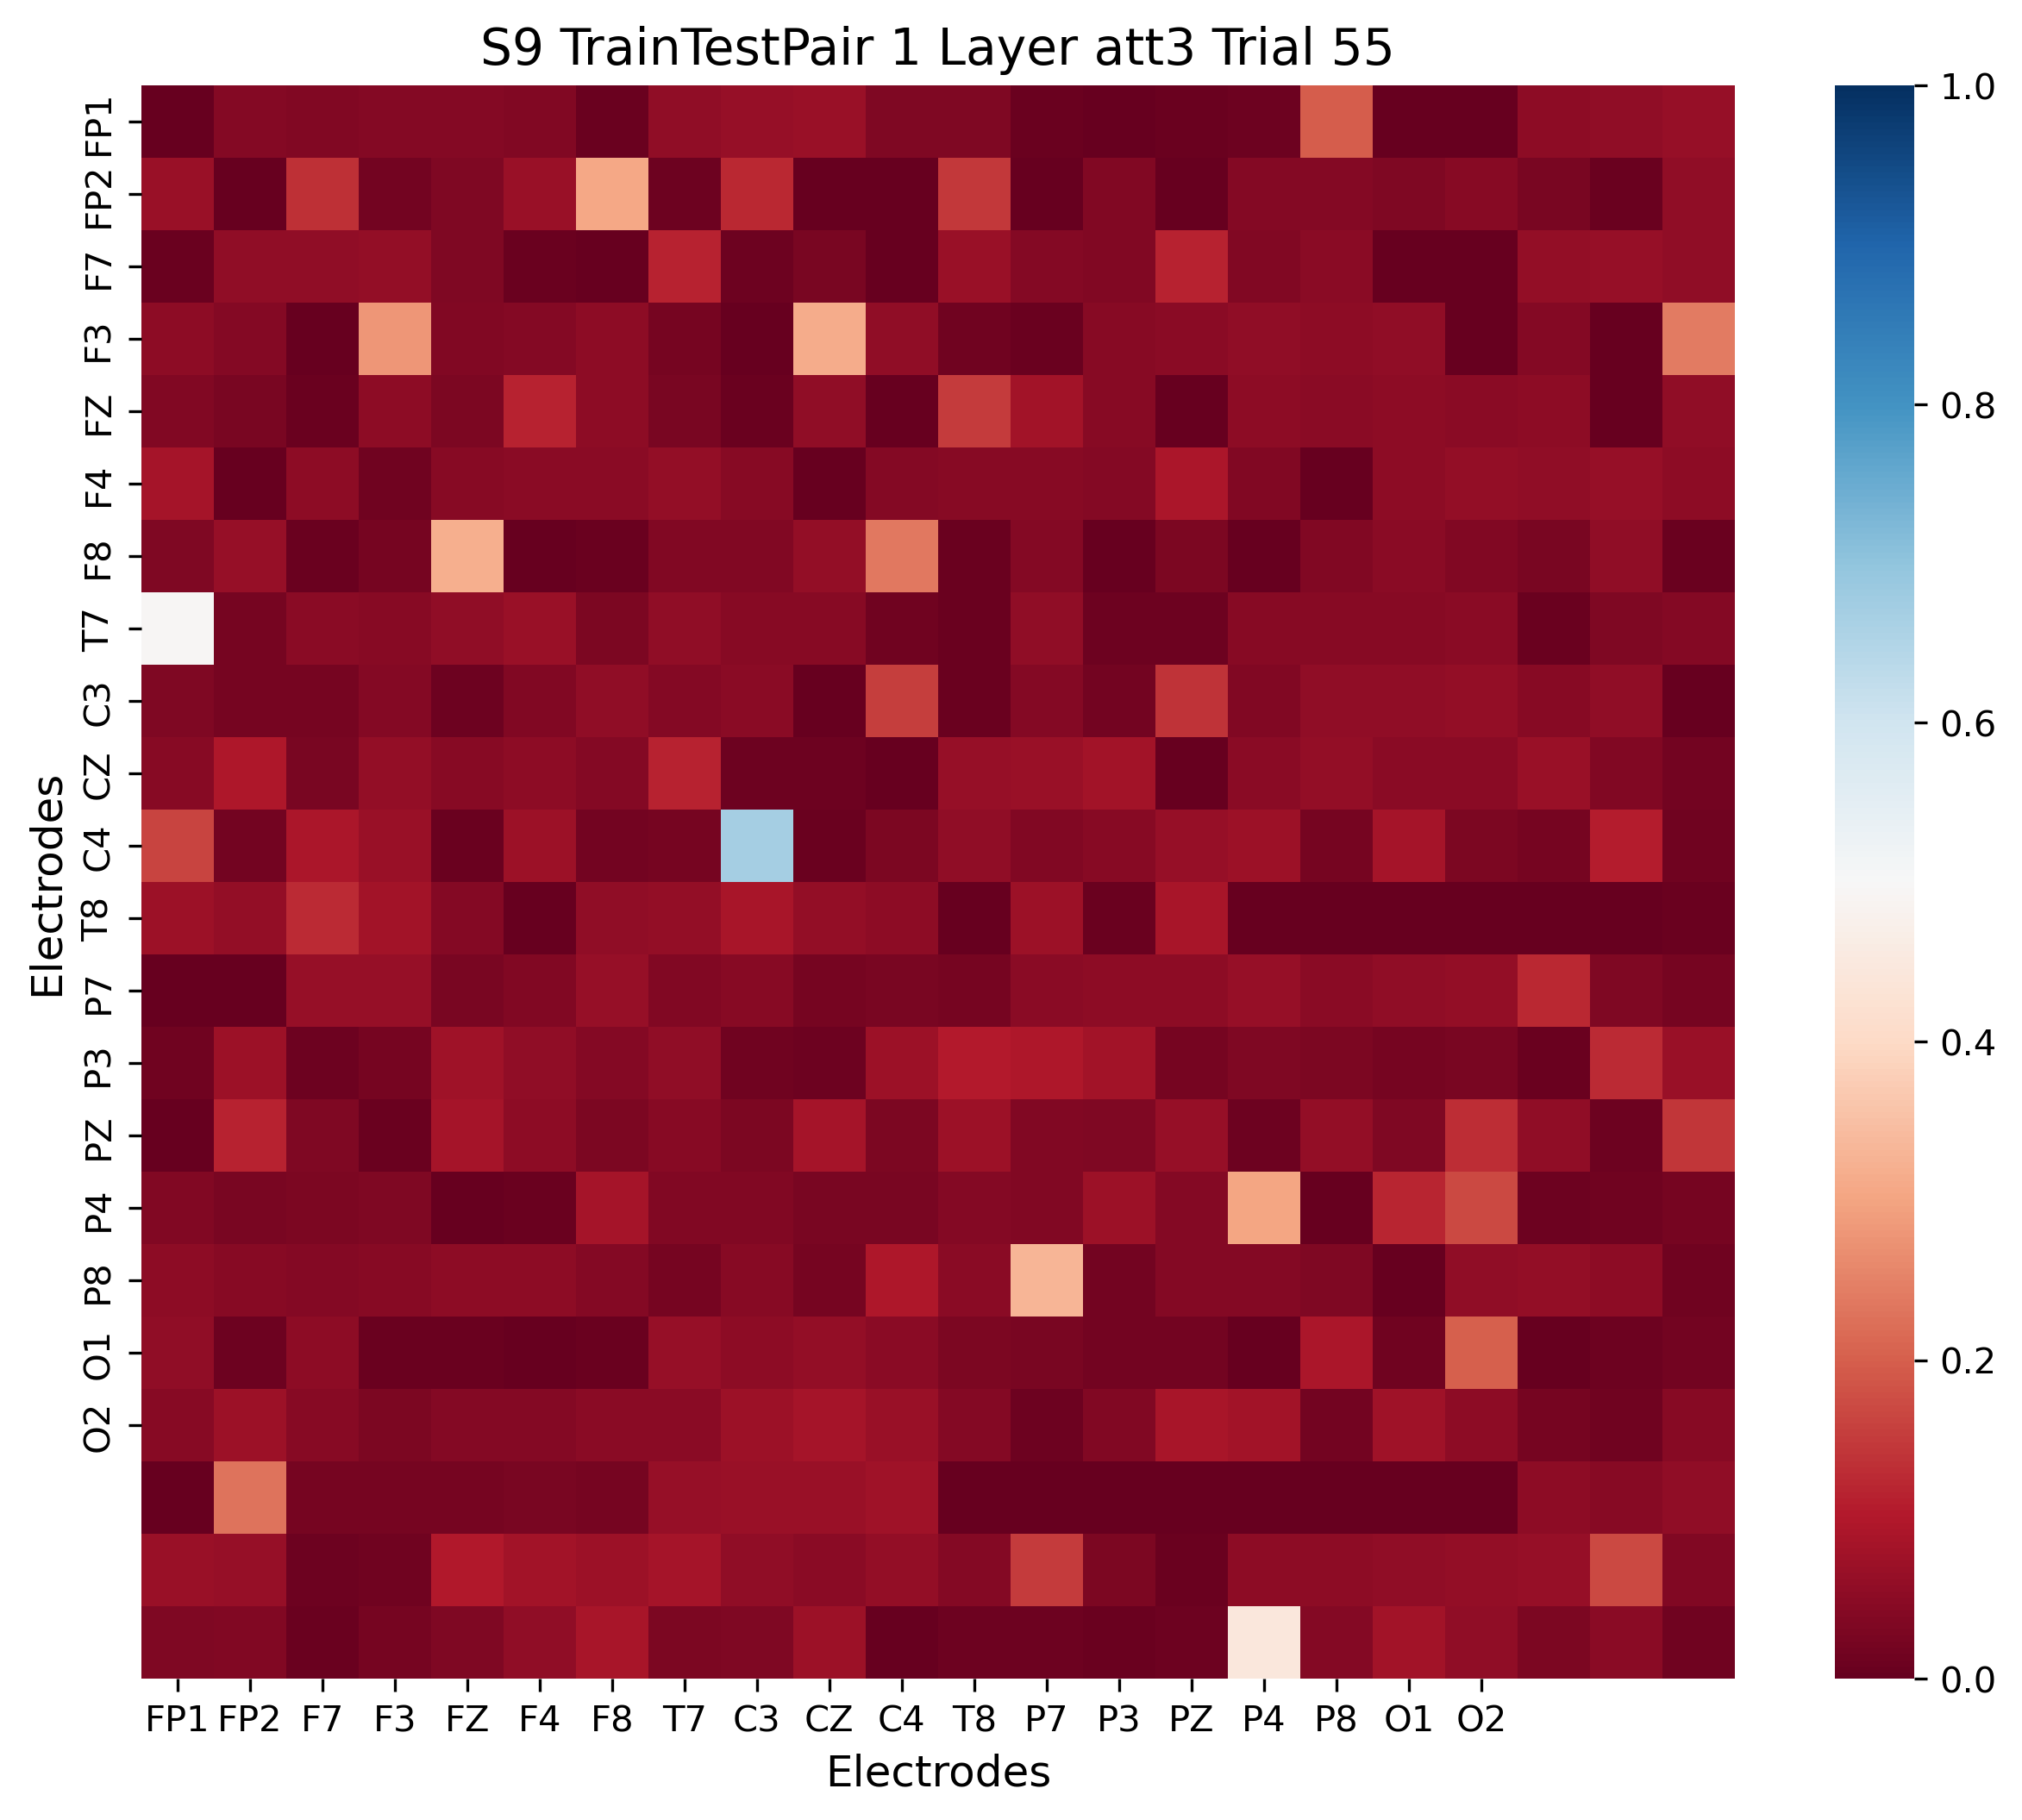 S9 TrainTestPair 1 Layer att3 Trial 55
Electrodes
FP1
FP2
F7
F3
FZ
F4
F8
T7
C3
CZ
C4
T8
P7
P3
PZ
P4
P8
O1
O2
FP1 FP2 F7 F3 FZ F4 F8 T7 C3 CZ C4 T8 P7 P3 PZ P4 P8 O1 O2
Electrodes
1.0
0.8
0.6
0.4
0.2
0.0